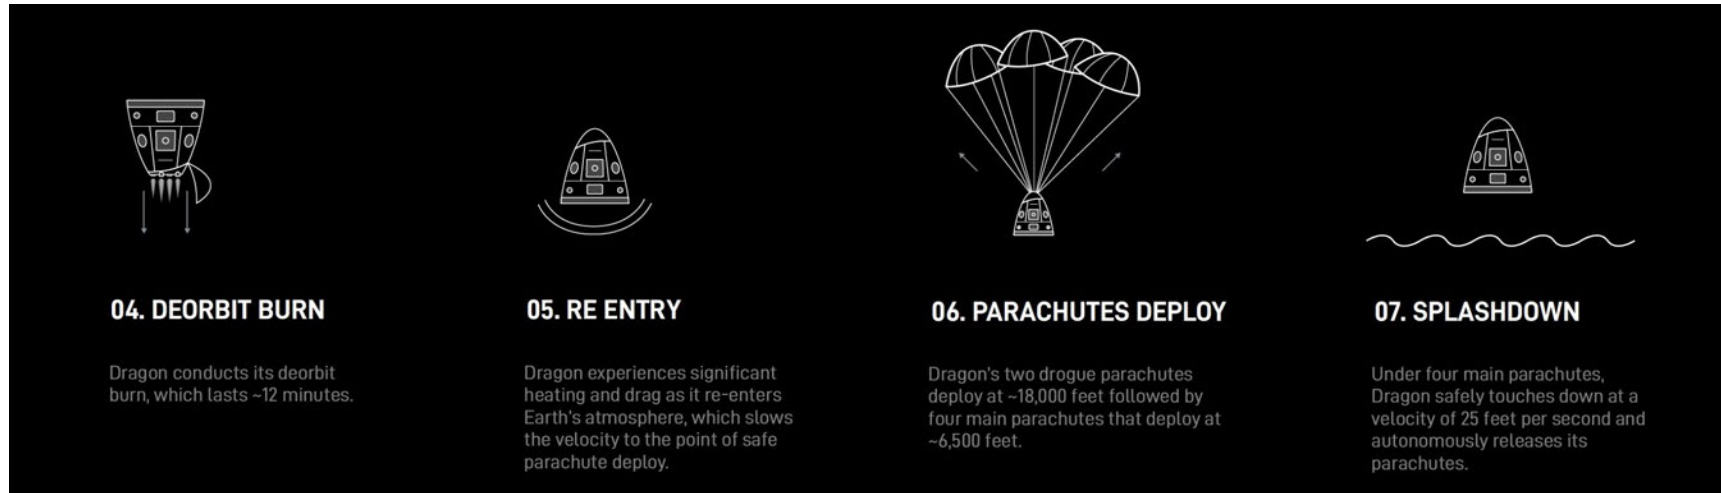 04. DEORBIT BURN
Dragon conducts its deorbit
burn, which lasts ~12 minutes.
05. RE ENTRY
Dragon experiences significant
heating and drag as it re-enters
Earth's atmosphere, which slows
the velocity to the point of safe
parachute deploy.
06. PARACHUTES DEPLOY
Dragon's two drogue parachutes
deploy at ~18,000 feet followed by
four main parachutes that deploy at
~6,500 feet.
07. SPLASHDOWN
Under four main parachutes,
Dragon safely touches down at a
velocity of 25 feet per second and
autonomously releases its
parachutes.